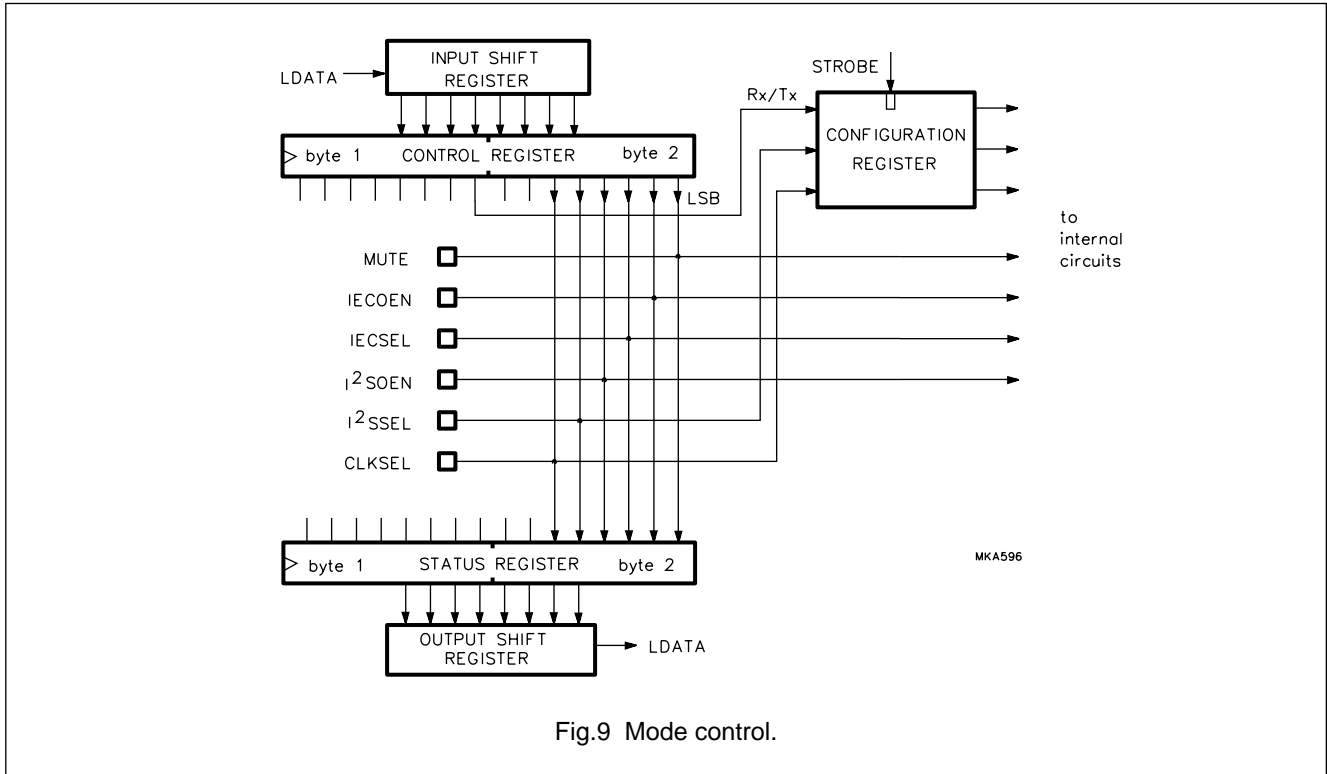 INPUT SHIFT
REGISTER
LDATA
STROBE
Rx/Tx
CONFIGURATION
REGISTER
byte 1 CONTROL REGISTER byte 2
LSB
to
internal
circuits
MUTE
IECOEN
IECSEL
I²SOEN
I²SSEL
CLKSEL
byte 1 STATUS REGISTER byte 2
MKA596
OUTPUT SHIFT
REGISTER
LDATA
Fig.9 Mode control.